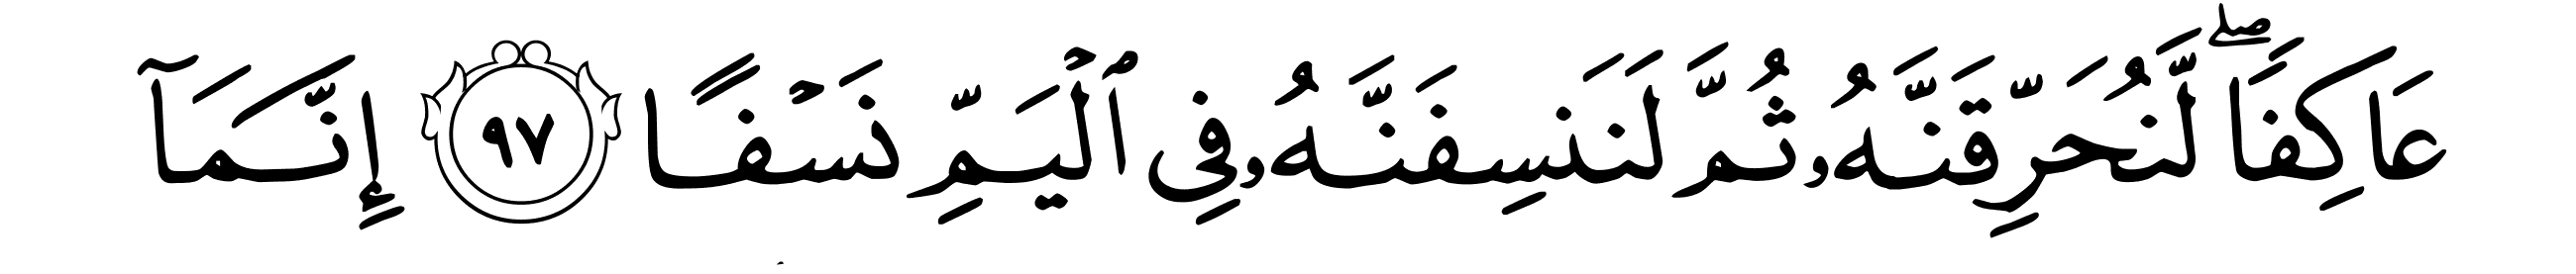 عَاكِفًاۖ لَّنُحَرِّقَنَّهُۥ ثُمَّ لَنَنسِفَنَّهُۥ فِي ٱلۡيَمِّ نَسۡفًا ٩٧ إِنَّمَآ